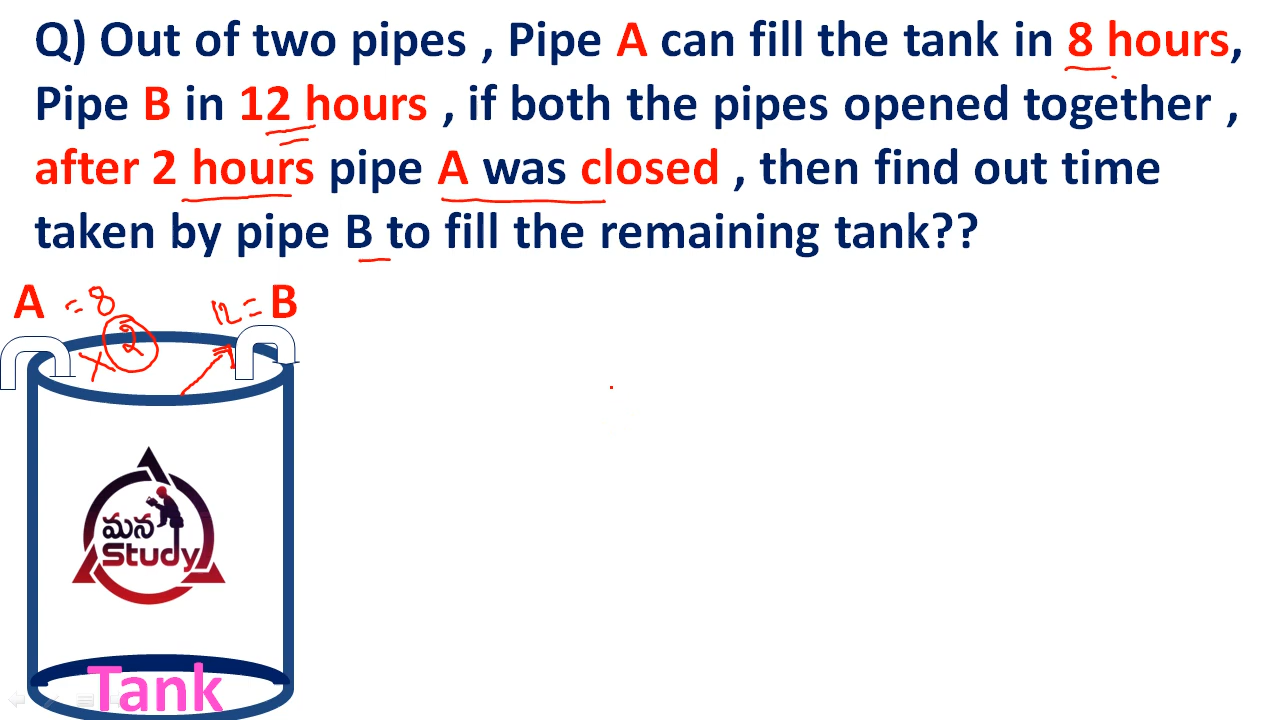 Q) Out of two pipes , Pipe A can fill the tank in 8 hours,
Pipe B in 12 hours , if both the pipes opened together ,
after 2 hours pipe A was closed , then find out time
taken by pipe B to fill the remaining tank??
A = 8 12 = B
x 2
మన
Study
Tank